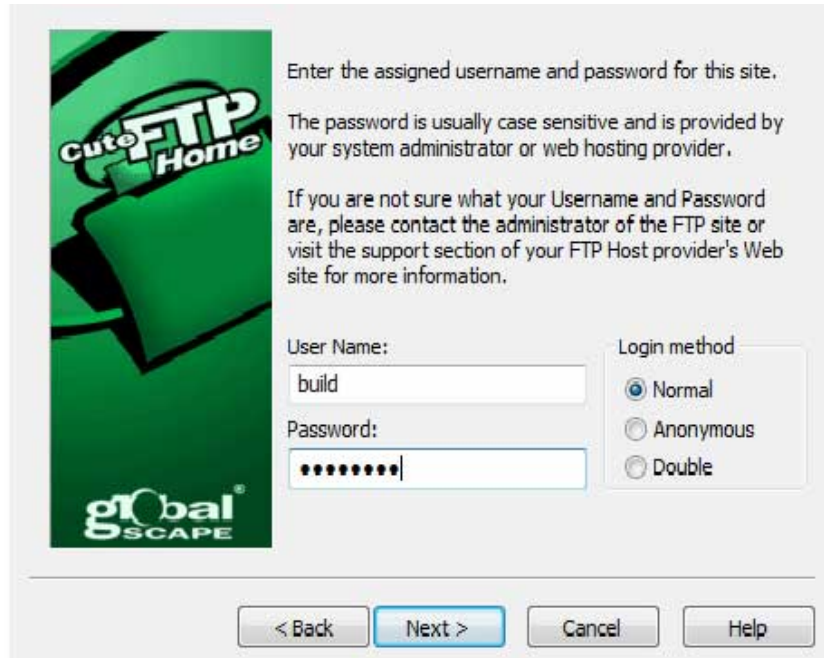 Cute FTP
Home
Enter the assigned username and password for this site.
The password is usually case sensitive and is provided by
your system administrator or web hosting provider.
If you are not sure what your Username and Password
are, please contact the administrator of the FTP site or
visit the support section of your FTP Host provider's Web
site for more information.
User Name:
build
Password:
••••••••
Login method
Normal
Anonymous
Double
globalSCAPE®
< Back
Next >
Cancel
Help